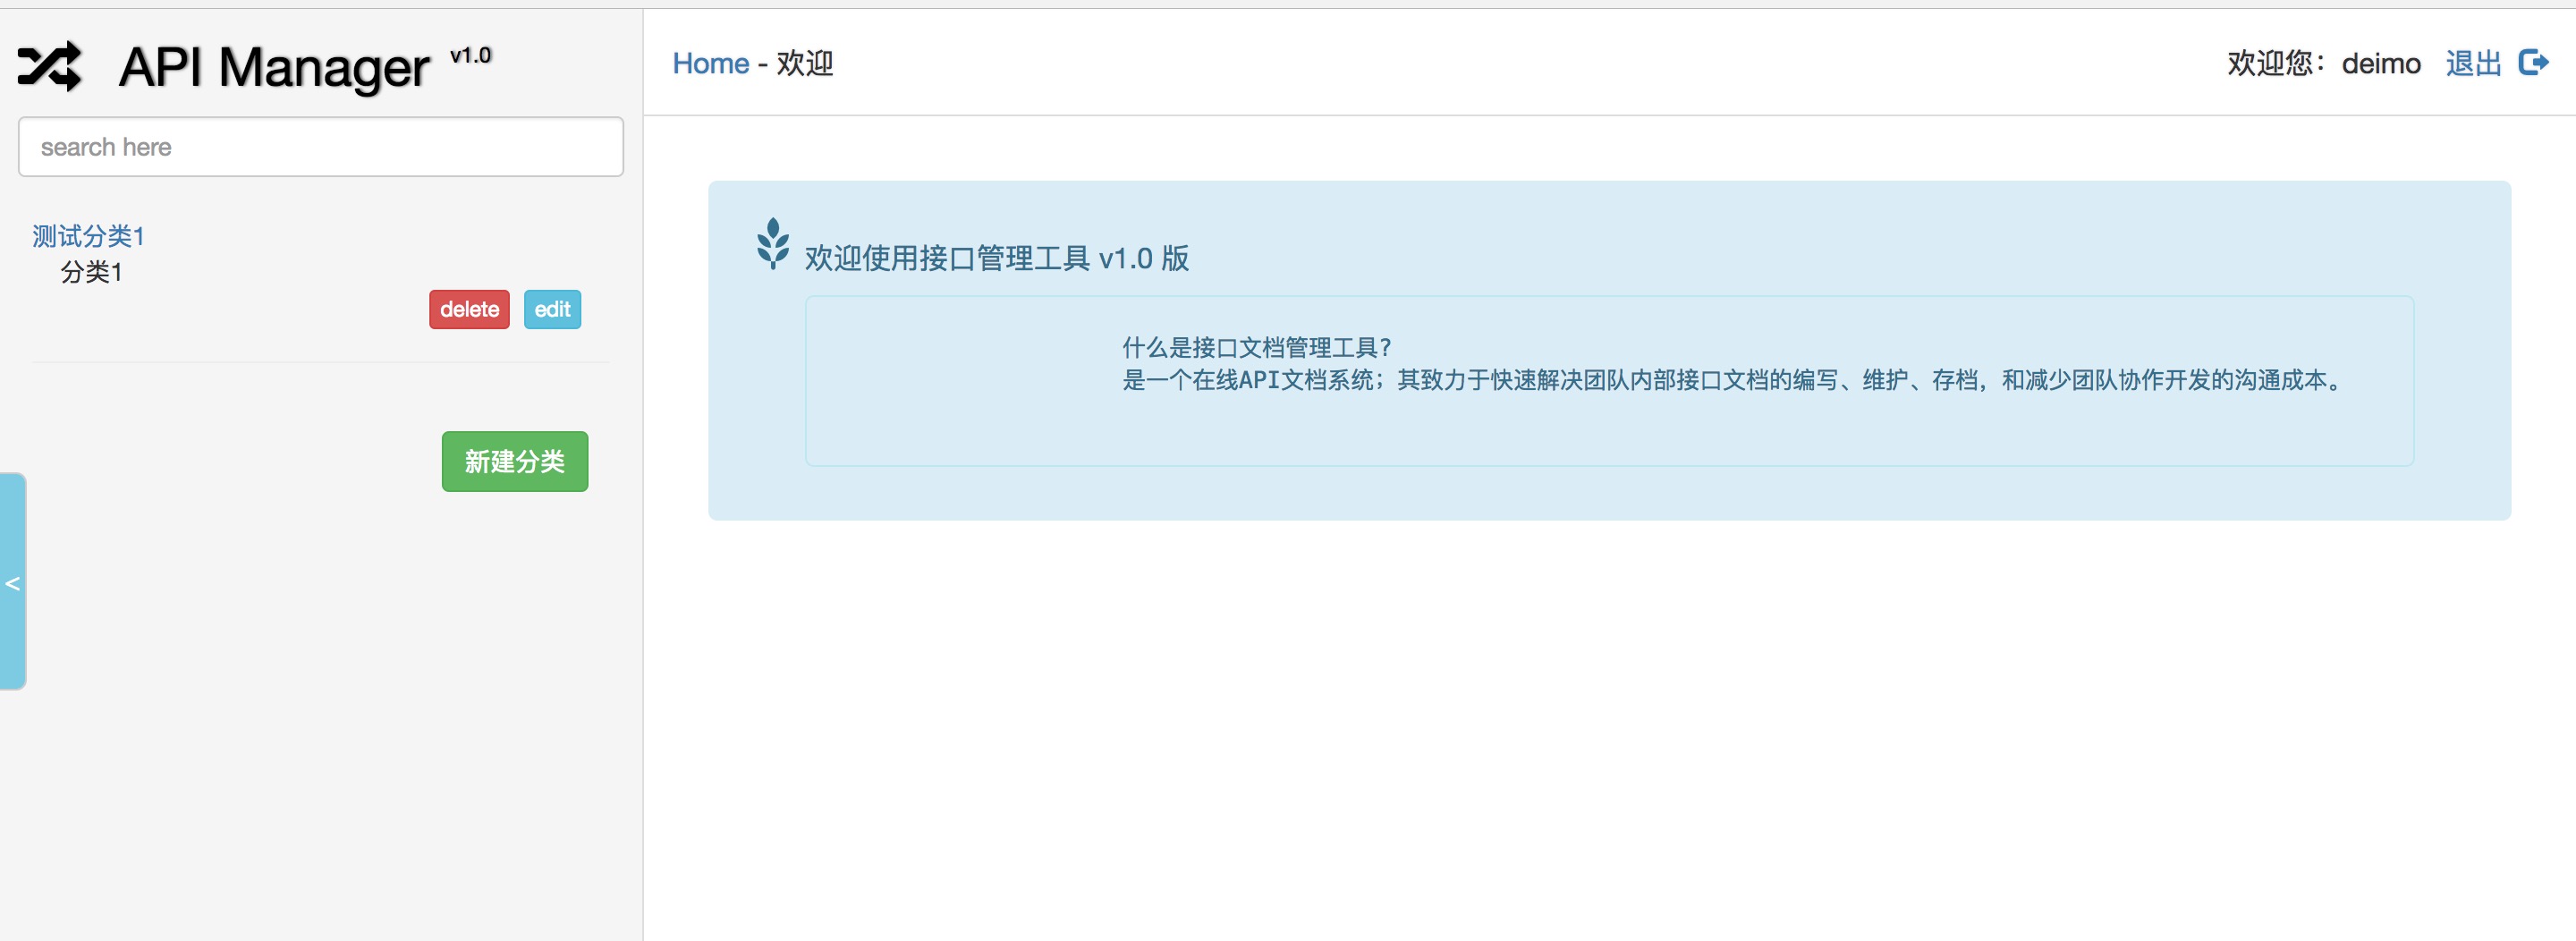 API Manager v1.0
search here
测试分类1
分类1
delete edit
新建分类
<
Home - 欢迎
欢迎您：deimo 退出
欢迎使用接口管理工具 v1.0 版
什么是接口文档管理工具？
是一个在线API文档系统；其致力于快速解决团队内部接口文档的编写、维护、存档，和减少团队协作开发的沟通成本。